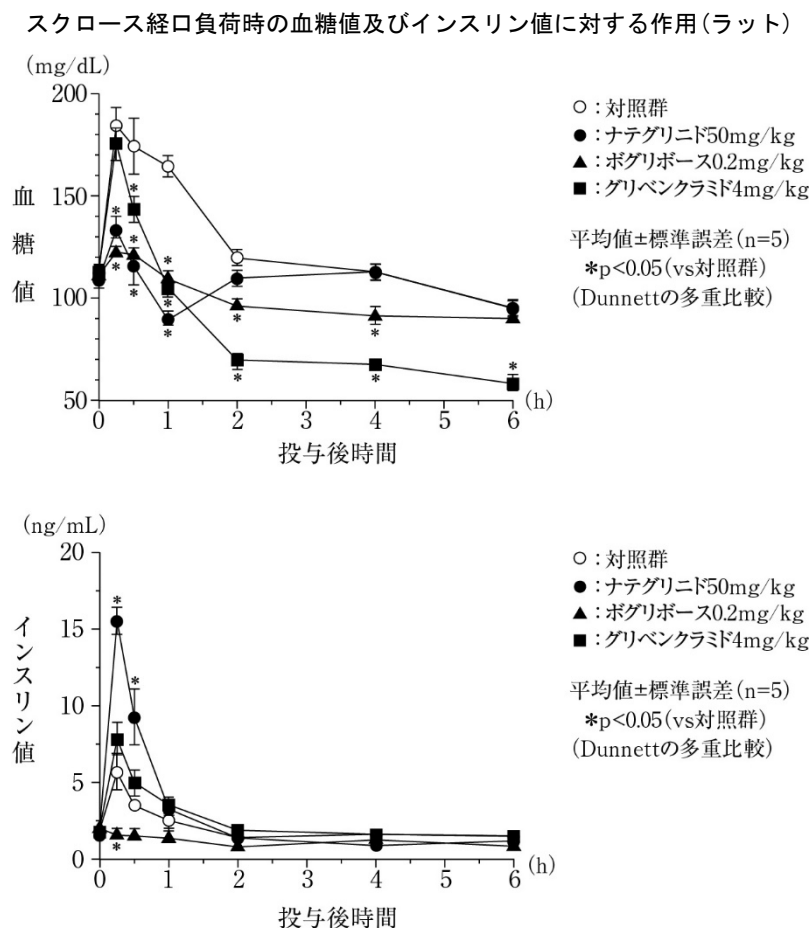 スクロース経口負荷時の血糖値及びインスリン値に対する作用(ラット)
(mg/dL)
200
150
100
50
血糖値
0 1 2 3 4 5 6 (h)
投与後時間
○:対照群
●:ナテグリニド50mg/kg
▲:ボグリボース0.2mg/kg
■:グリベンクラミド4mg/kg
平均値±標準誤差(n=5)
*p<0.05(vs対照群)
(Dunnettの多重比較)
(ng/mL)
20
15
10
5
0
インスリン値
0 1 2 3 4 5 6 (h)
投与後時間
○:対照群
●:ナテグリニド50mg/kg
▲:ボグリボース0.2mg/kg
■:グリベンクラミド4mg/kg
平均値±標準誤差(n=5)
*p<0.05(vs対照群)
(Dunnettの多重比較)